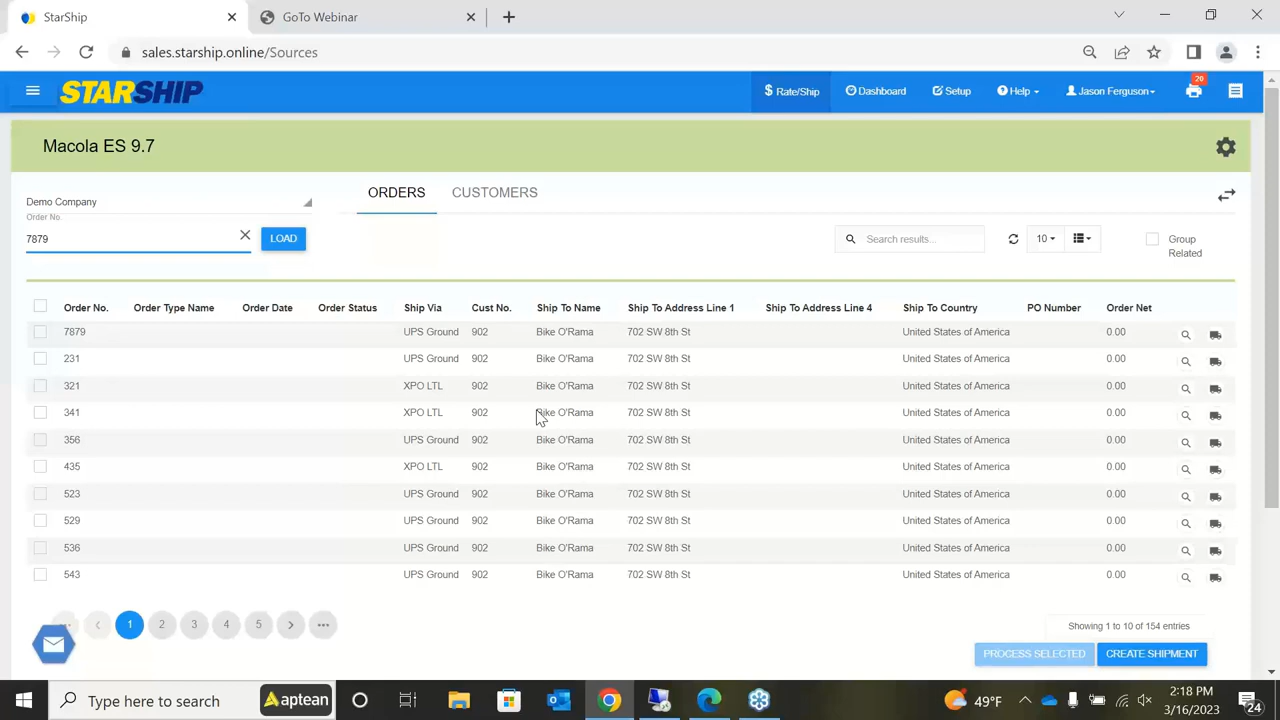 StarShip
GoTo Webinar
sales.starship.online/Sources
STARSHIP
$ Rate/Ship
Dashboard
Setup
Help
Jason Ferguson
20
Macola ES 9.7
Demo Company
Order No.
7879
LOAD
ORDERS CUSTOMERS
Search results...
10
Group
Related
Order No. Order Type Name Order Date Order Status Ship Via Cust No. Ship To Name Ship To Address Line 1 Ship To Address Line 4 Ship To Country PO Number Order Net
7879 UPS Ground 902 Bike O'Rama 702 SW 8th St United States of America 0.00
231 UPS Ground 902 Bike O'Rama 702 SW 8th St United States of America 0.00
321 XPO LTL 902 Bike O'Rama 702 SW 8th St United States of America 0.00
341 XPO LTL 902 Bike O'Rama 702 SW 8th St United States of America 0.00
356 UPS Ground 902 Bike O'Rama 702 SW 8th St United States of America 0.00
435 XPO LTL 902 Bike O'Rama 702 SW 8th St United States of America 0.00
523 UPS Ground 902 Bike O'Rama 702 SW 8th St United States of America 0.00
529 UPS Ground 902 Bike O'Rama 702 SW 8th St United States of America 0.00
536 UPS Ground 902 Bike O'Rama 702 SW 8th St United States of America 0.00
543 UPS Ground 902 Bike O'Rama 702 SW 8th St United States of America 0.00
1 2 3 4 5 ...
Showing 1 to 10 of 154 entries
PROCESS SELECTED CREATE SHIPMENT
Type here to search
aptean
49°F
2:18 PM
3/16/2023
24